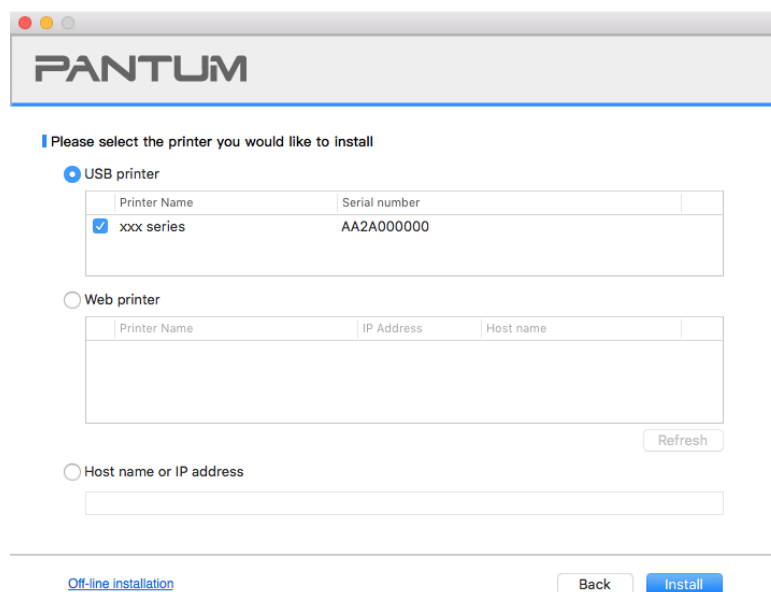 PANTUM
Please select the printer you would like to install
USB printer
Printer Name Serial number
xxx series AA2A000000
Web printer
Printer Name IP Address Host name
Refresh
Host name or IP address
Off-line installation Back Install